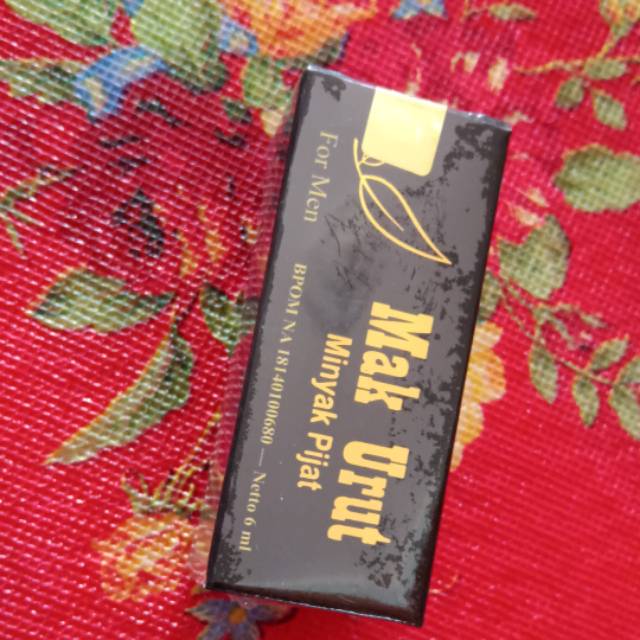 For Men
Mak Urut
Minyak Pijat
BPOM NA 18140100680 — Netto 6 ml